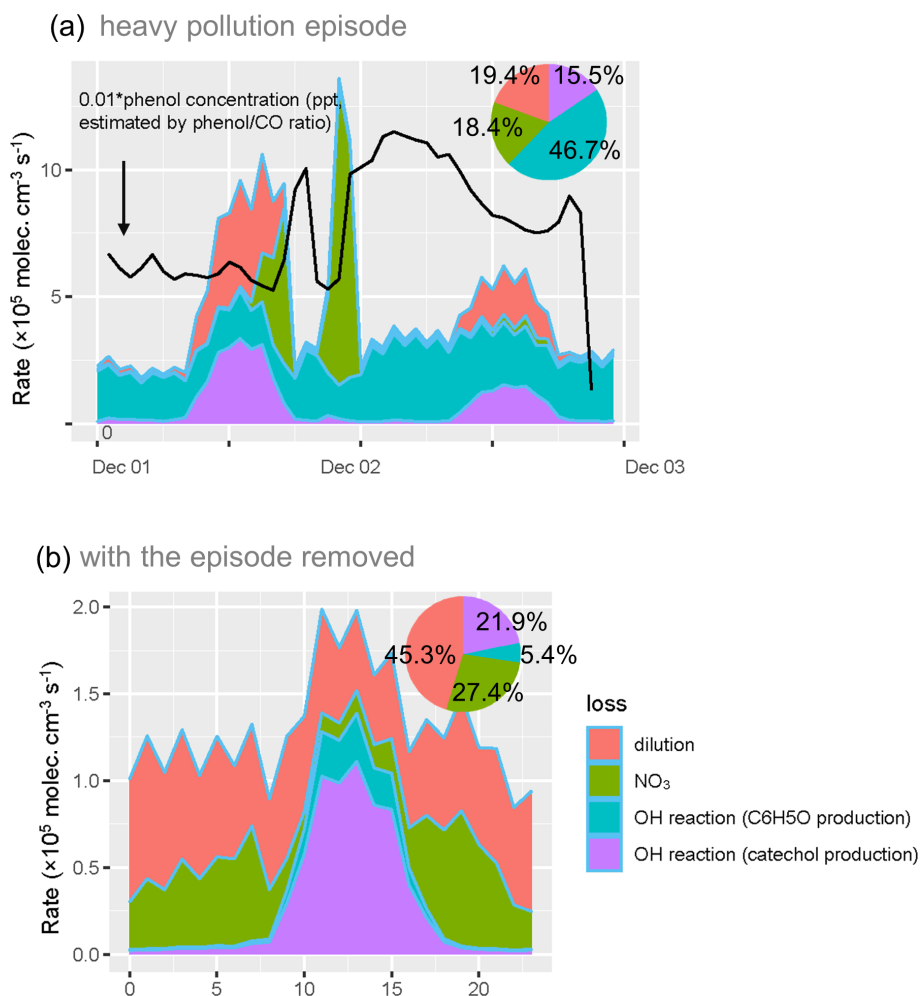 (a) heavy pollution episode
0.01*phenol concentration (ppt,
estimated by phenol/CO ratio)
19.4% 15.5%
18.4%
46.7%
Rate (×10⁵ molec. cm⁻³ s⁻¹)
10
5
0
Dec 01 Dec 02 Dec 03
(b) with the episode removed
21.9%
45.3% 5.4%
27.4%
Rate (×10⁵ molec. cm⁻³ s⁻¹)
2.0
1.5
1.0
0.5
0.0
0 5 10 15 20
loss
dilution
NO₃
OH reaction (C6H5O production)
OH reaction (catechol production)